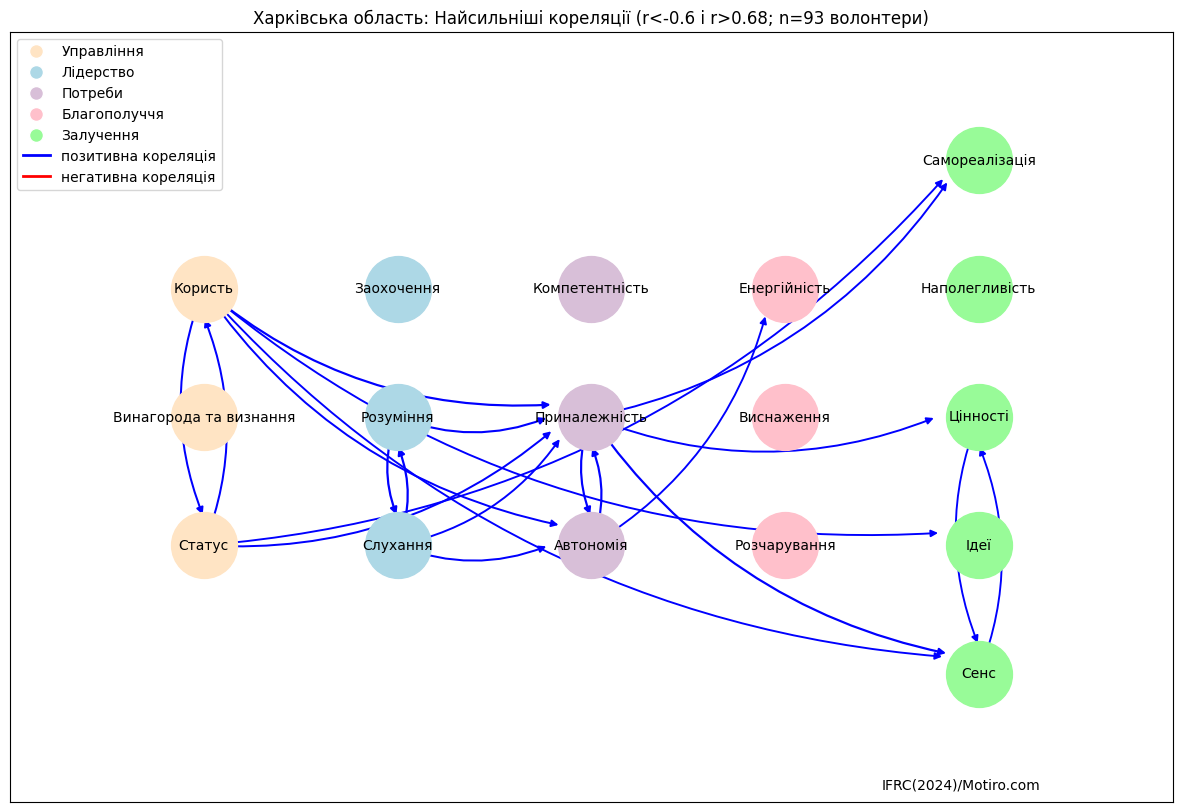 Харківська область: Найсильніші кореляції (r<-0.6 і r>0.68; n=93 волонтери)
Управління
Лідерство
Потреби
Благополуччя
Залучення
позитивна кореляція
негативна кореляція
Самореалізація
Користь
Заохочення
Компетентність
Енергійність
Наполегливість
Винагорода та визнання
Розуміння
Приналежність
Виснаження
Цінності
Статус
Слухання
Автономія
Розчарування
Ідеї
Сенс
IFRC(2024)/Motiro.com